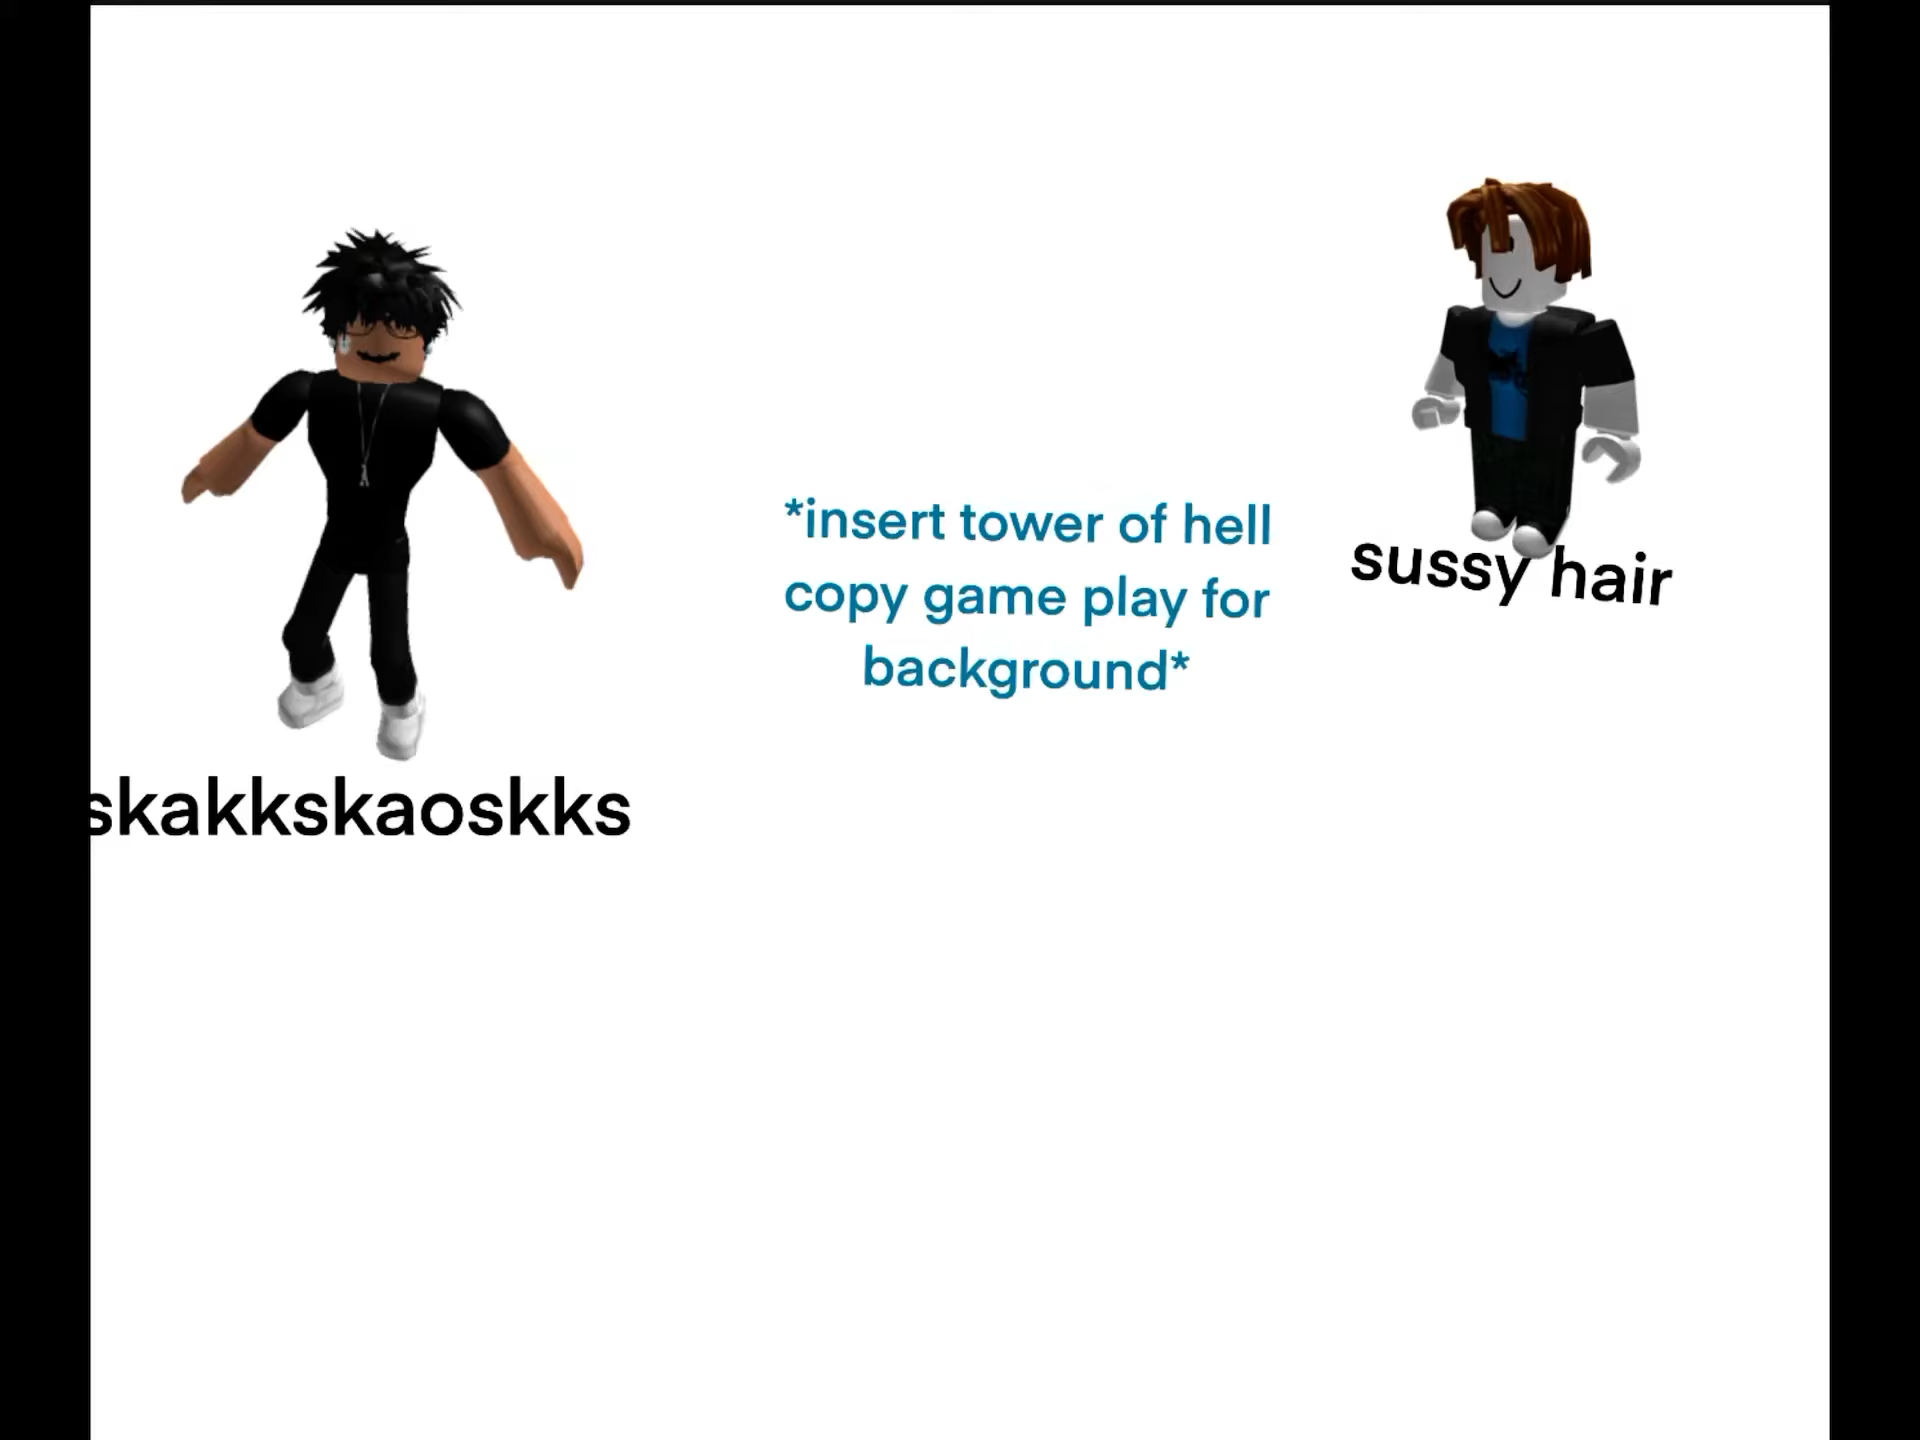 *insert tower of hell
copy game play for
background*
sussy hair
skakkskaoskks